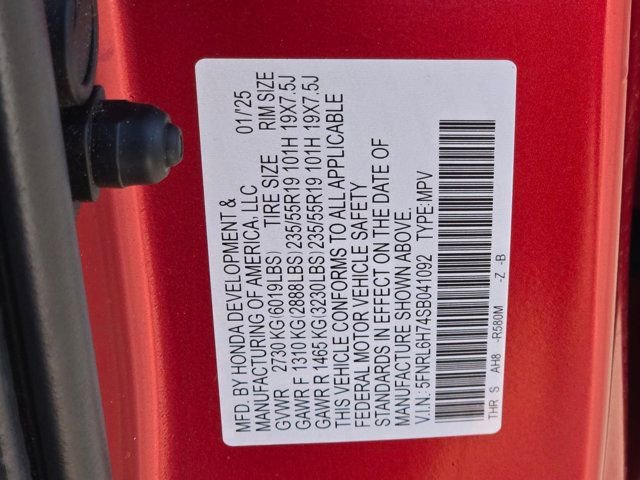 MFD. BY HONDA DEVELOPMENT & 01/'25
MANUFACTURING OF AMERICA, LLC
GVWR 2730 KG(6019LBS) TIRE SIZE RIM SIZE
GAWR F 1310 KG(2888LBS)235/55R19 101H 19X7.5J
GAWR R 1465 KG(3230LBS)235/55R19 101H 19X7.5J
THIS VEHICLE CONFORMS TO ALL APPLICABLE
FEDERAL MOTOR VEHICLE SAFETY
STANDARDS IN EFFECT ON THE DATE OF
MANUFACTURE SHOWN ABOVE.
V.I.N.: 5FNRL6H74SB041092 TYPE:MPV
THR S AH8 -R580M -Z -B